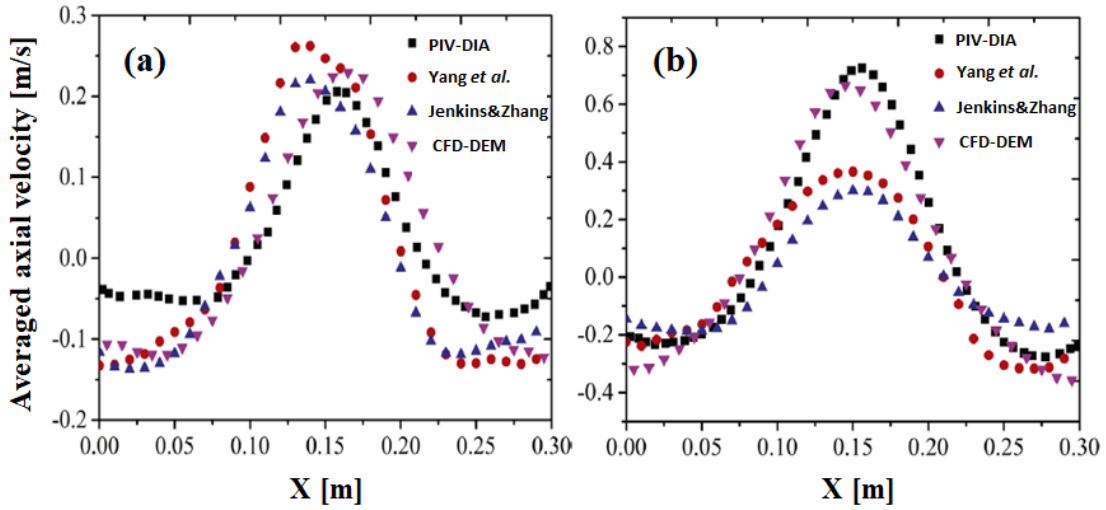 Averaged axial velocity [m/s]
(a)
PIV-DIA
Yang et al.
Jenkins&Zhang
CFD-DEM
0.3
0.2
0.1
0.0
-0.1
-0.2
0.00 0.05 0.10 0.15 0.20 0.25 0.30
X [m]
(b)
PIV-DIA
Yang et al.
Jenkins&Zhang
CFD-DEM
0.8
0.6
0.4
0.2
0.0
-0.2
-0.4
0.00 0.05 0.10 0.15 0.20 0.25 0.30
X [m]